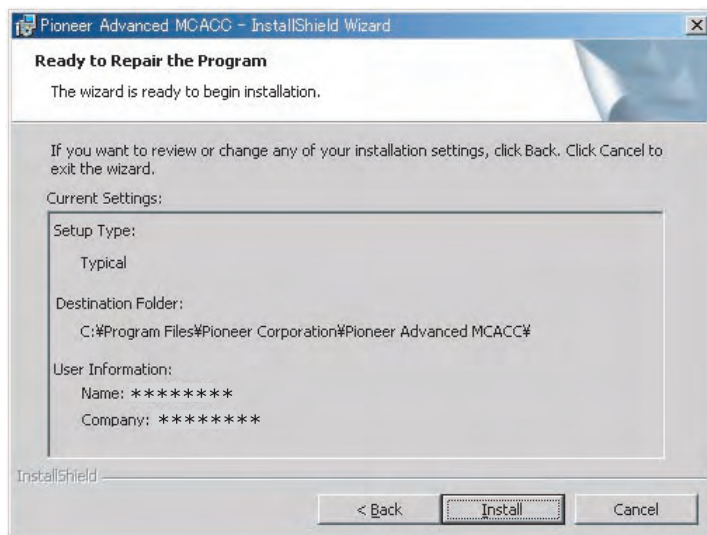 Pioneer Advanced MCACC - InstallShield Wizard
Ready to Repair the Program
The wizard is ready to begin installation.
If you want to review or change any of your installation settings, click Back. Click Cancel to
exit the wizard.
Current Settings:
Setup Type:
Typical
Destination Folder:
C:¥Program Files¥Pioneer Corporation¥Pioneer Advanced MCACC¥
User Information:
Name: ********
Company: ********
InstallShield
< Back
Install
Cancel